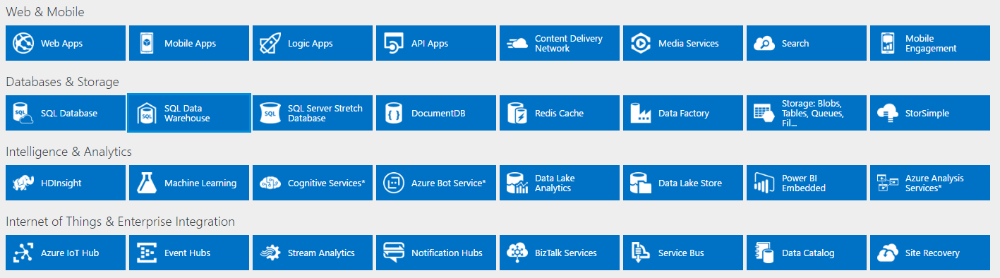 Web & Mobile
Web Apps
Mobile Apps
Logic Apps
API Apps
Content Delivery
Network
Media Services
Search
Mobile
Engagement
Databases & Storage
SQL
SQL Database
SQL
SQL Data
Warehouse
SQL
SQL Server Stretch
Database
{ }
DocumentDB
Redis Cache
Data Factory
Storage: Blobs,
Tables, Queues,
Fil...
StorSimple
Intelligence & Analytics
HDInsight
Machine Learning
Cognitive Services*
Azure Bot Service*
Data Lake
Analytics
Data Lake Store
Power BI
Embedded
Azure Analysis
Services*
Internet of Things & Enterprise Integration
Azure IoT Hub
Event Hubs
Stream Analytics
Notification Hubs
BizTalk Services
Service Bus
Data Catalog
Site Recovery